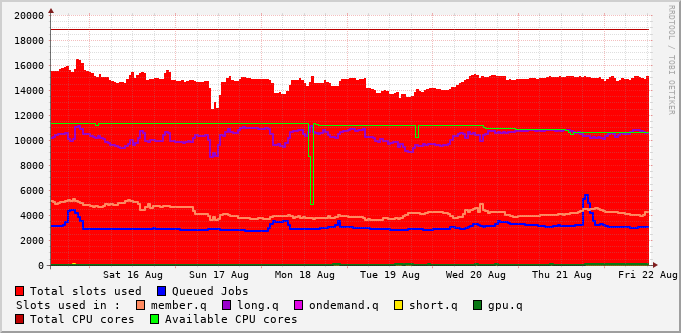 20000
18000
16000
14000
12000
10000
8000
6000
4000
2000
0
Sat 16 Aug Sun 17 Aug Mon 18 Aug Tue 19 Aug Wed 20 Aug Thu 21 Aug Fri 22 Aug
Total slots used Queued Jobs
Slots used in : member.q long.q ondemand.q short.q gpu.q
Total CPU cores Available CPU cores
RRDTOOL / TOBI OETIKER